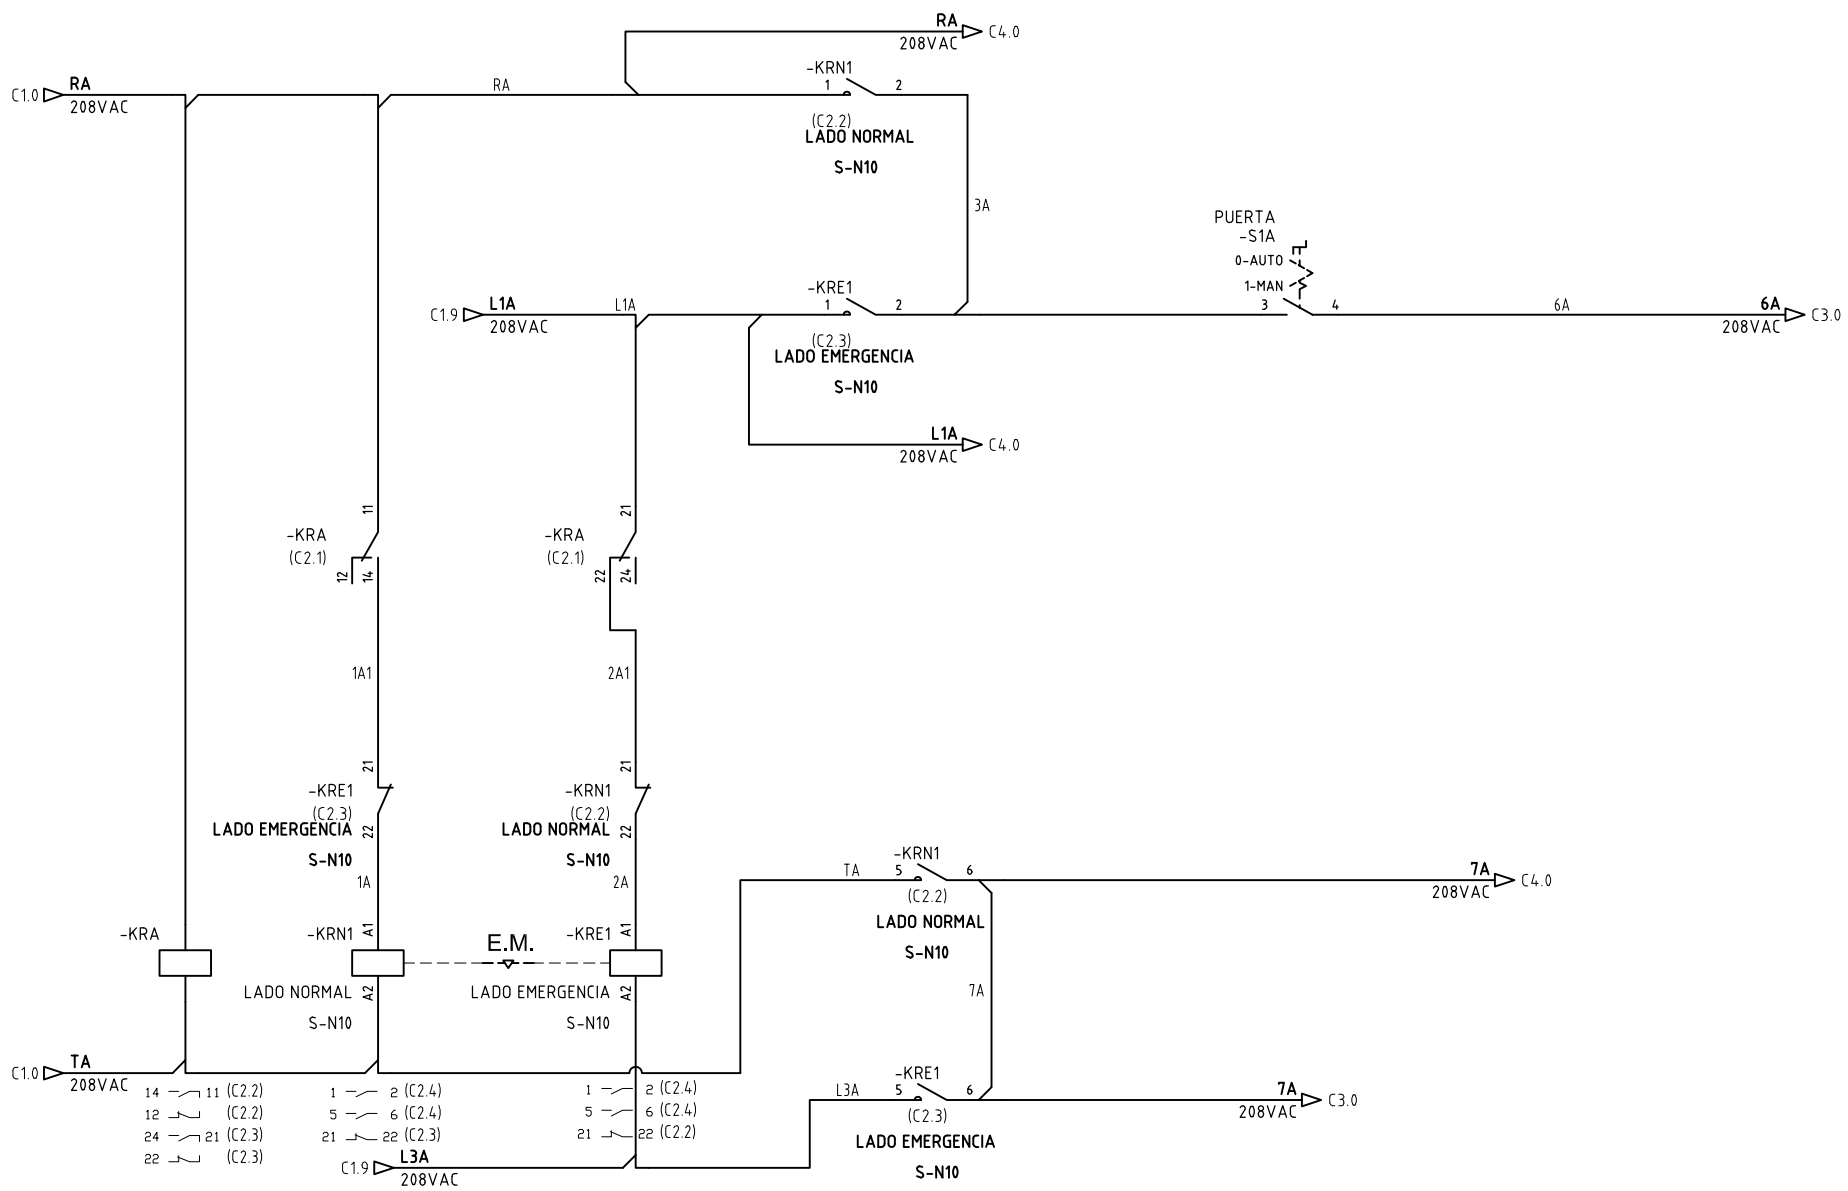 RA
208VAC
C4.0
-KRN1
1 2
(C2.2)
LADO NORMAL
S-N10
C1.0
RA
208VAC
RA
3A
PUERTA
-S1A
0-AUTO
1-MAN
3 4
6A
6A
208VAC
C3.0
C1.9
L1A
208VAC
L1A
-KRE1
1 2
(C2.3)
LADO EMERGENCIA
S-N10
L1A
208VAC
C4.0
11
-KRA
(C2.1)
12 14
21
-KRA
(C2.1)
22 24
1A1
2A1
21
-KRE1
(C2.3)
LADO EMERGENCIA
22
S-N10
1A
21
-KRN1
(C2.2)
LADO NORMAL
22
S-N10
2A
TA
-KRN1
5 6
(C2.2)
LADO NORMAL
S-N10
7A
208VAC
C4.0
-KRA
-KRN1
A1
E.M.
-KRE1
A1
LADO NORMAL
A2
S-N10
LADO EMERGENCIA
A2
S-N10
7A
C1.0
TA
208VAC
14 11 (C2.2)
12 (C2.2)
24 21 (C2.3)
22 (C2.3)
1 2 (C2.4)
5 6 (C2.4)
21 22 (C2.3)
1 2 (C2.4)
5 6 (C2.4)
21 22 (C2.2)
L3A
-KRE1
5 6
(C2.3)
LADO EMERGENCIA
S-N10
7A
208VAC
C3.0
C1.9
L3A
208VAC